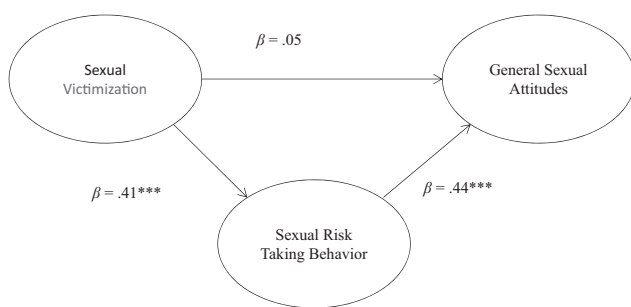 β = .05
Sexual
Victimization
General Sexual
Attitudes
β = .41***
β = .44***
Sexual Risk
Taking Behavior